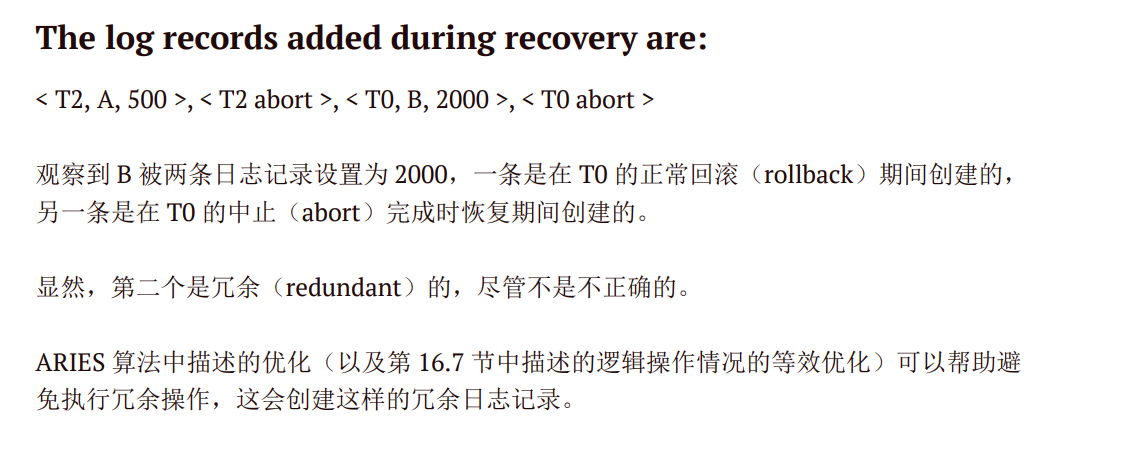 The log records added during recovery are:
< T2, A, 500 >, < T2 abort >, < T0, B, 2000 >, < T0 abort >
观察到 B 被两条日志记录设置为 2000，一条是在 T0 的正常回滚（rollback）期间创建的，
另一条是在 T0 的中止（abort）完成时恢复期间创建的。
显然，第二个是冗余（redundant）的，尽管不是不正确的。
ARIES 算法中描述的优化（以及第 16.7 节中描述的逻辑操作情况的等效优化）可以帮助避
免执行冗余操作，这会创建这样的冗余日志记录。